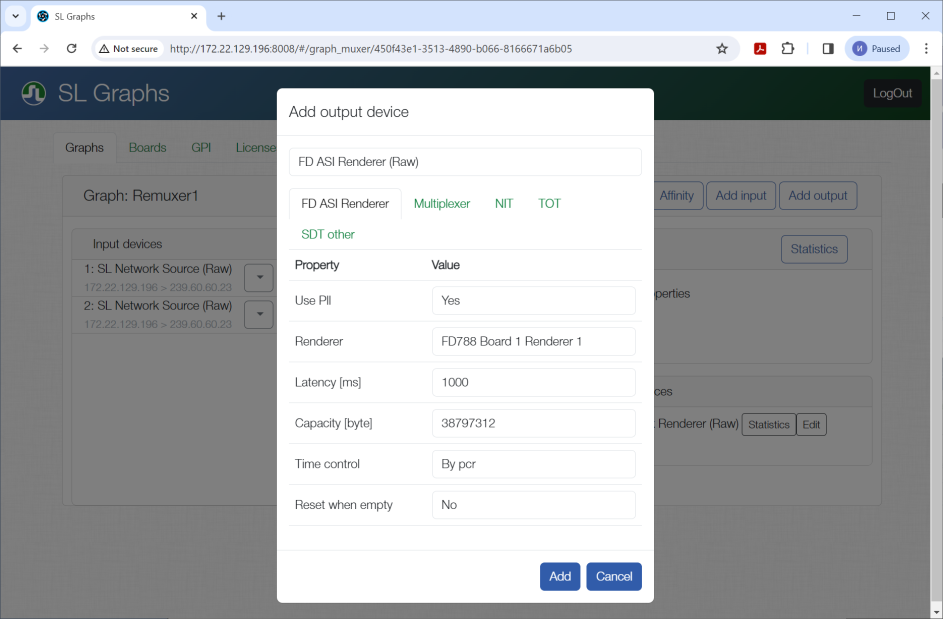 SL Graphs
Not secure http://172.22.129.196:8008/#/graph_muxer/450f43e1-3513-4890-b066-8166671a6b05
И Paused
SL Graphs
LogOut
Graphs Boards GPI License
Graph: Remuxer1
Affinity Add input Add output
Input devices
1: SL Network Source (Raw)
172.22.129.196 > 239.60.60.23
2: SL Network Source (Raw)
172.22.129.196 > 239.60.60.23
Statistics
perties
ces
Renderer (Raw) Statistics Edit
Add output device
FD ASI Renderer (Raw)
FD ASI Renderer Multiplexer NIT TOT
SDT other
Property Value
Use Pll Yes
Renderer FD788 Board 1 Renderer 1
Latency [ms] 1000
Capacity [byte] 38797312
Time control By pcr
Reset when empty No
Add Cancel